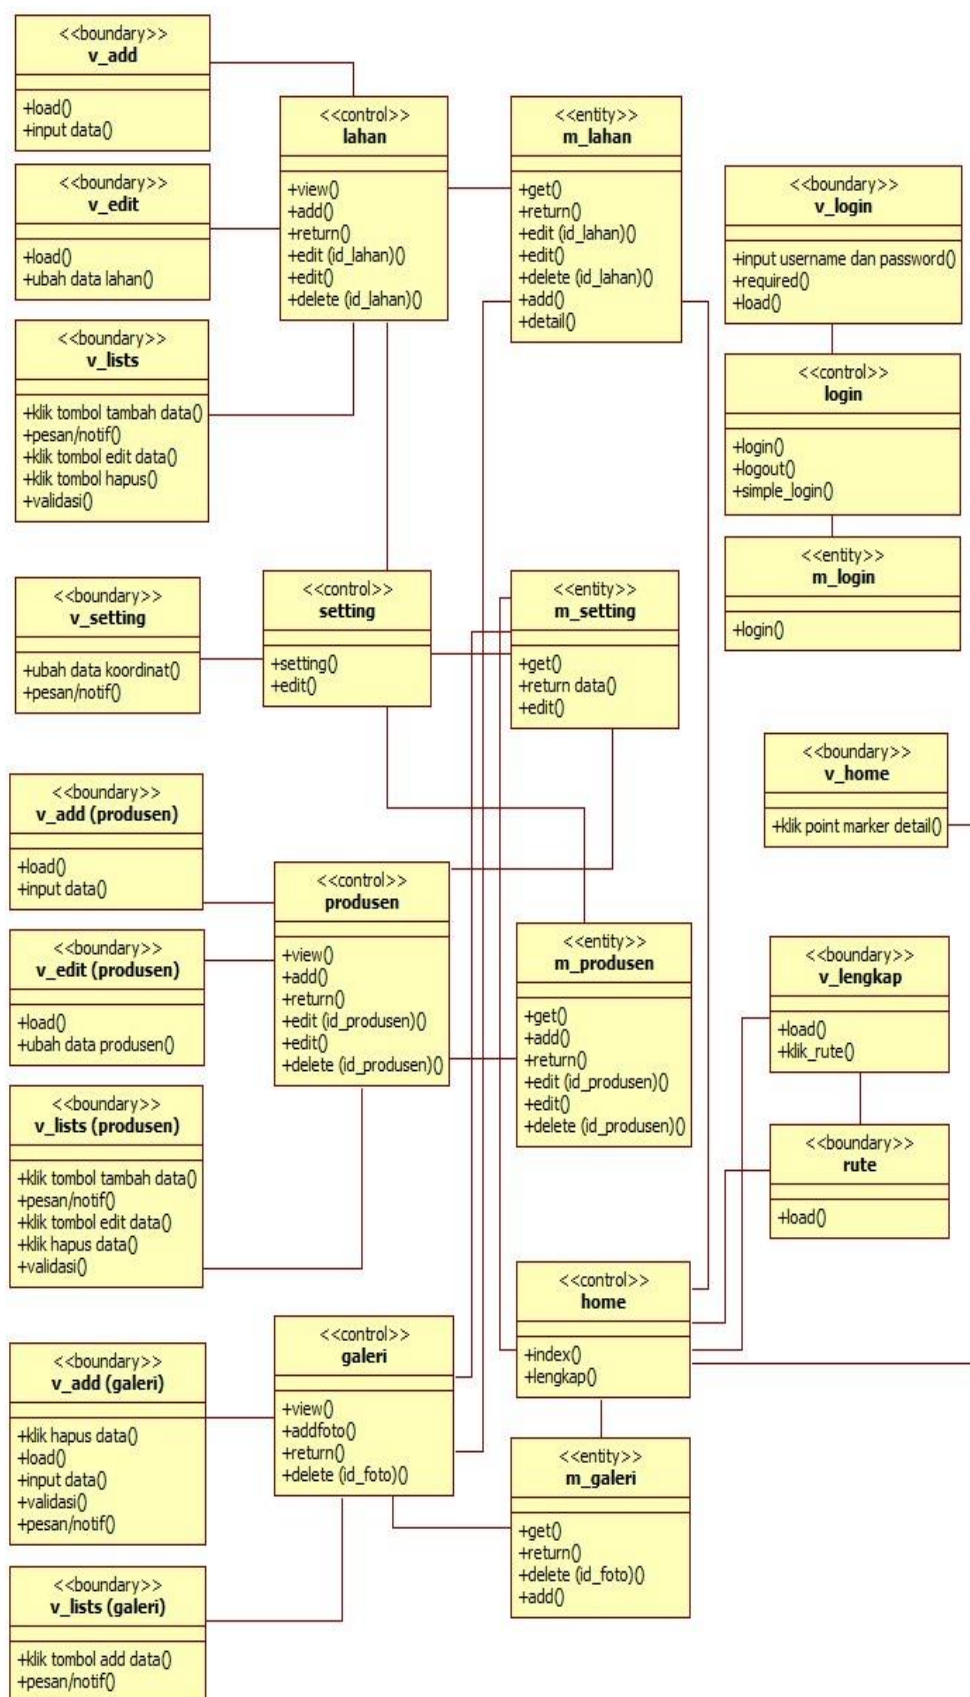 <<boundary>>
v_add
+load()
+input data()
<<boundary>>
v_edit
+load()
+ubah data lahan()
<<boundary>>
v_lists
+klik tombol tambah data()
+pesan/notif()
+klik tombol edit data()
+klik tombol hapus()
+validasi()
<<control>>
lahan
+view()
+add()
+return()
+edit (id_lahan)()
+edit()
+delete (id_lahan)()
<<entity>>
m_lahan
+get()
+return()
+edit (id_lahan)()
+edit()
+delete (id_lahan)()
+add()
+detail()
<<boundary>>
v_login
+input username dan password()
+required()
+load()
<<control>>
login
+login()
+logout()
+simple_login()
<<entity>>
m_login
+login()
<<boundary>>
v_setting
+ubah data koordinat()
+pesan/notif()
<<control>>
setting
+setting()
+edit()
<<entity>>
m_setting
+get()
+return data()
+edit()
<<boundary>>
v_home
+klik point marker detail()
<<boundary>>
v_add (produsen)
+load()
+input data()
<<boundary>>
v_edit (produsen)
+load()
+ubah data produsen()
<<boundary>>
v_lists (produsen)
+klik tombol tambah data()
+pesan/notif()
+klik tombol edit data()
+klik hapus data()
+validasi()
<<control>>
produsen
+view()
+add()
+return()
+edit (id_produsen)()
+edit()
+delete (id_produsen)()
<<entity>>
m_produsen
+get()
+add()
+return()
+edit (id_produsen)()
+edit()
+delete (id_produsen)()
<<boundary>>
v_lengkap
+load()
+klik_rute()
<<boundary>>
rute
+load()
<<control>>
home
+index()
+lengkap()
<<boundary>>
v_add (galeri)
+klik hapus data()
+load()
+input data()
+validasi()
+pesan/notif()
<<control>>
galeri
+view()
+addfoto()
+return()
+delete (id_foto)()
<<entity>>
m_galeri
+get()
+return()
+delete (id_foto)()
+add()
<<boundary>>
v_lists (galeri)
+klik tombol add data()
+pesan/notif()